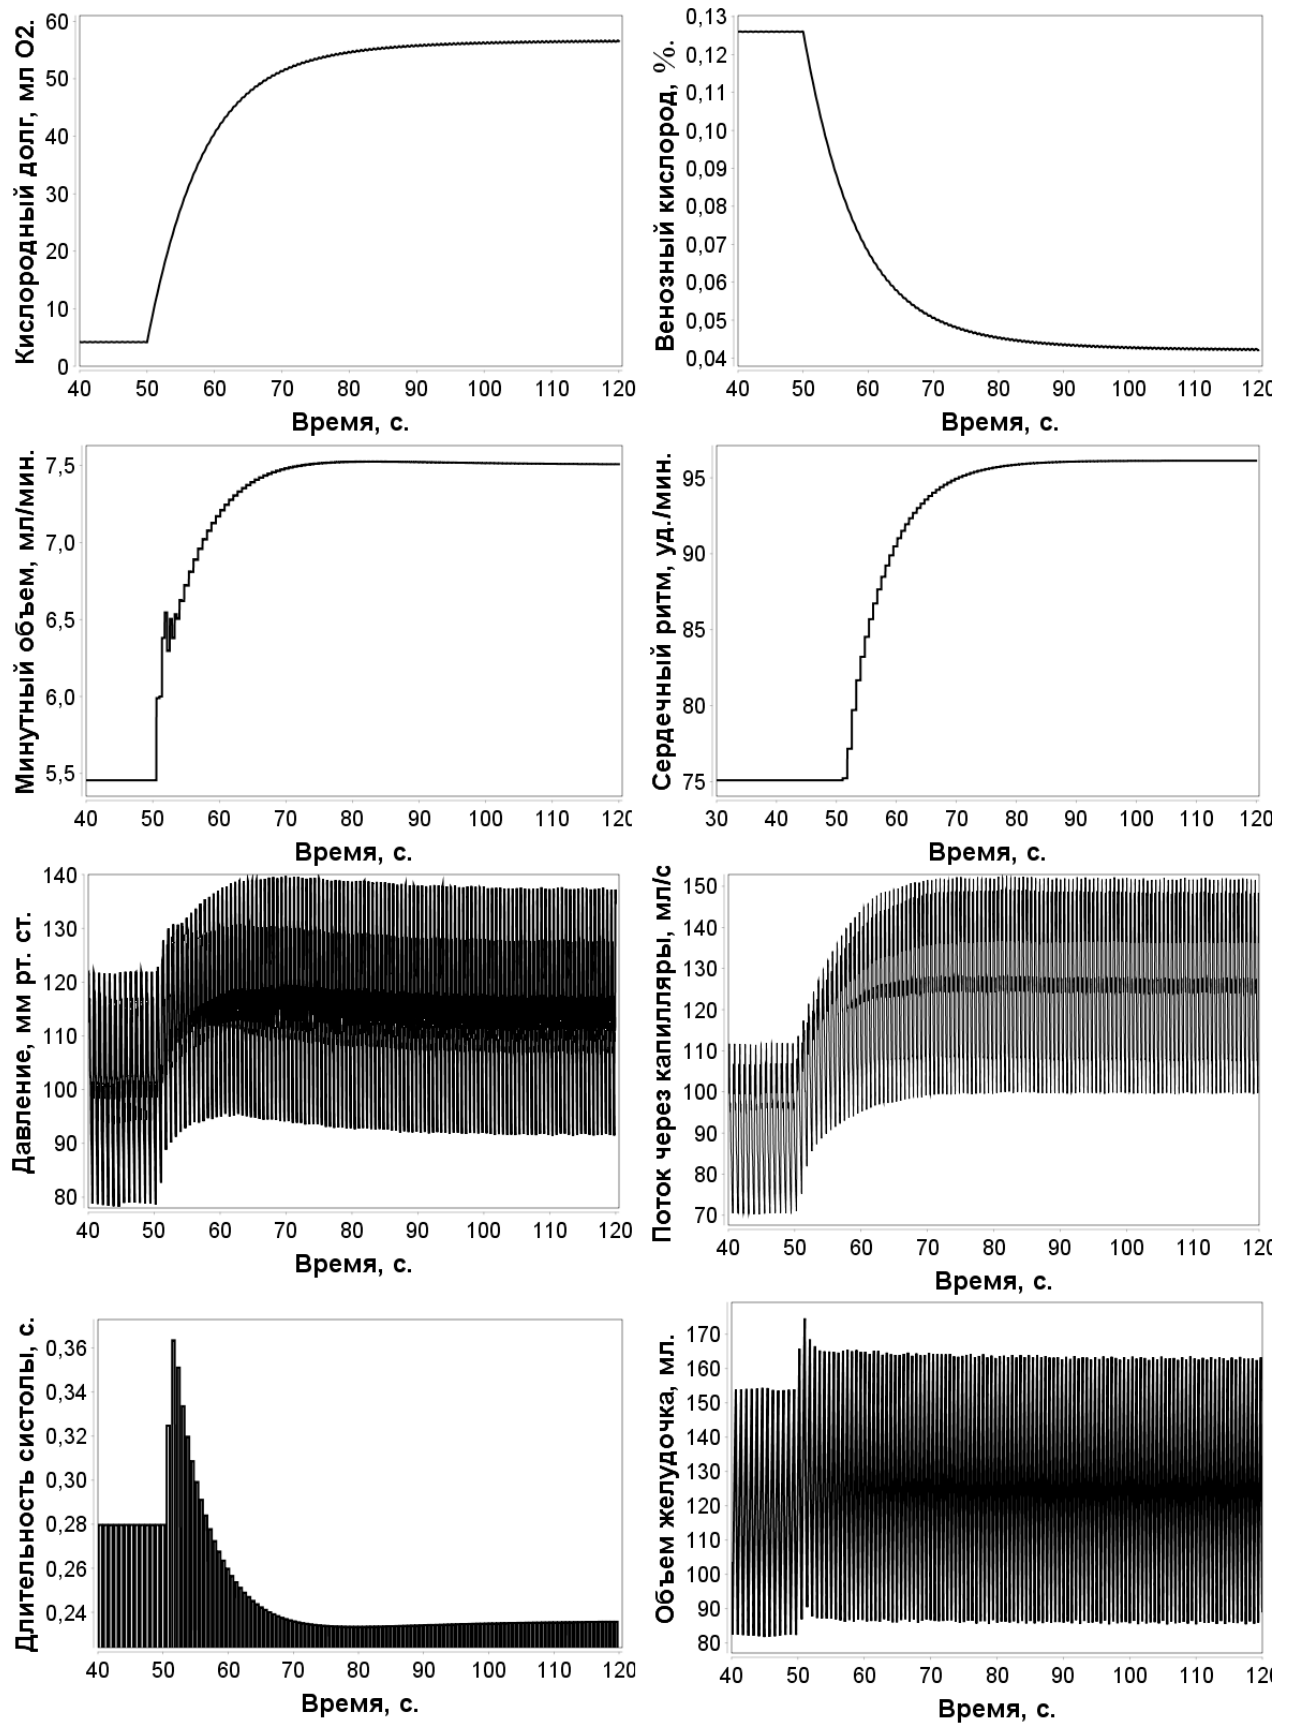 Кислородный долг, мл O2.
60
50
40
30
20
10
0
40 50 60 70 80 90 100 110 120
Время, с.
Венозный кислород, %.
0,13
0,12
0,11
0,10
0,09
0,08
0,07
0,06
0,05
0,04
40 50 60 70 80 90 100 110 120
Время, с.
Минутный объем, мл/мин.
7,5
7,0
6,5
6,0
5,5
40 50 60 70 80 90 100 110 120
Время, с.
Сердечный ритм, уд./мин.
95
90
85
80
75
30 40 50 60 70 80 90 100 110 120
Время, с.
Давление, мм рт. ст.
140
130
120
110
100
90
80
40 50 60 70 80 90 100 110 120
Время, с.
Поток через капилляры, мл/с
150
140
130
120
110
100
90
80
70
40 50 60 70 80 90 100 110 120
Время, с.
Длительность систолы, с.
0,36
0,34
0,32
0,30
0,28
0,26
0,24
40 50 60 70 80 90 100 110 120
Время, с.
Объем желудочка, мл.
170
160
150
140
130
120
110
100
90
80
40 50 60 70 80 90 100 110 120
Время, с.